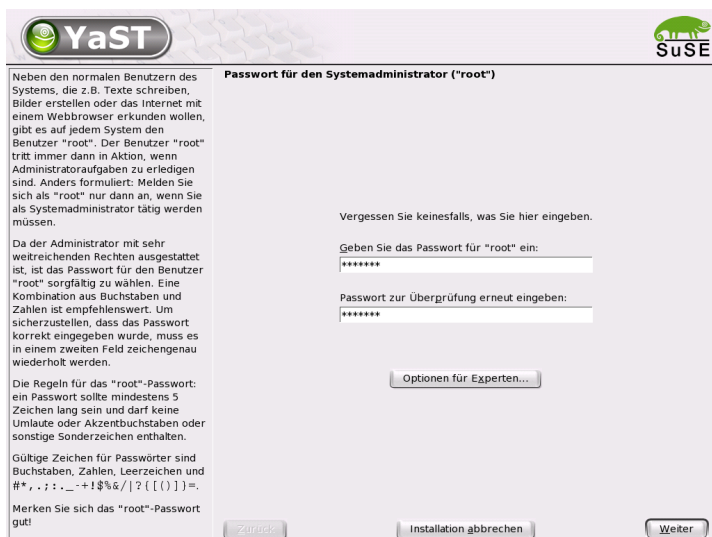 YaST
SuSE
Neben den normalen Benutzern des
Systems, die z.B. Texte schreiben,
Bilder erstellen oder das Internet mit
einem Webbrowser erkunden wollen,
gibt es auf jedem System den
Benutzer "root". Der Benutzer "root"
tritt immer dann in Aktion, wenn
Administratoraufgaben zu erledigen
sind. Anders formuliert: Melden Sie
sich als "root" nur dann an, wenn Sie
als Systemadministrator tätig werden
müssen.
Da der Administrator mit sehr
weitreichenden Rechten ausgestattet
ist, ist das Passwort für den Benutzer
"root" sorgfältig zu wählen. Eine
Kombination aus Buchstaben und
Zahlen ist empfehlenswert. Um
sicherzustellen, dass das Passwort
korrekt eingegeben wurde, muss es
in einem zweiten Feld zeichengenau
wiederholt werden.
Die Regeln für das "root"-Passwort:
ein Passwort sollte mindestens 5
Zeichen lang sein und darf keine
Umlaute oder Akzentbuchstaben oder
sonstige Sonderzeichen enthalten.
Gültige Zeichen für Passwörter sind
Buchstaben, Zahlen, Leerzeichen und
#*,.;:._-+!$%&/|?{[()]}=.
Merken Sie sich das "root"-Passwort
gut!
Passwort für den Systemadministrator ("root")
Vergessen Sie keinesfalls, was Sie hier eingeben.
Geben Sie das Passwort für "root" ein:
*******
Passwort zur Überprüfung erneut eingeben:
*******
Optionen für Experten...
Zurück
Installation abbrechen
Weiter